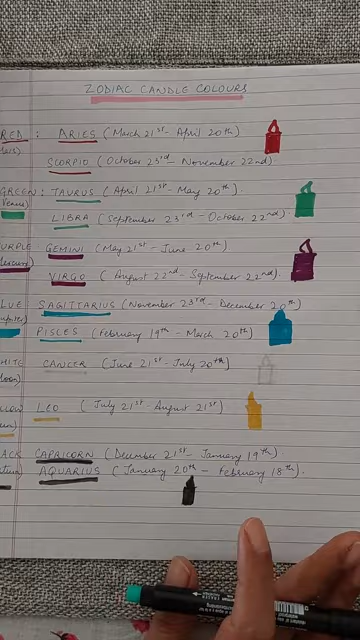 ZODIAC CANDLE COLOURS
RED : ARIES (March 21st - April 20th)
SCORPIO (October 23rd - November 22nd)
GREEN : TAURUS (April 21st - May 20th)
LIBRA (September 23rd - October 22nd)
GEMINI (May 21st - June 20th)
VIRGO (August 22nd - September 22nd)
SAGITTARIUS (November 23rd - December 20th)
PISLES (February 19th - March 20th)
CANCER (June 21st - July 20th)
LEO (July 21st - August 21st)
CAPRICORN (December 21st - January 19th)
AQUARIUS (January 20th - February 18th)